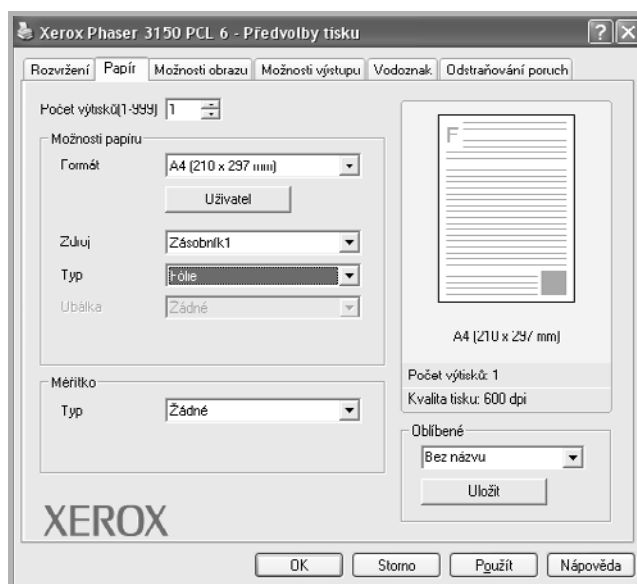 Xerox Phaser 3150 PCL 6 - Předvolby tisku
Rozvržení Papír Možnosti obrazu Možnosti výstupu Vodoznak Odstraňování poruch
Počet výtisků(1-999) 1
Možnosti papíru
Formát A4 (210 x 297 mm)
Uživatel
Zdroj Zásobník1
Typ Fólie
Obálka Žádné
Měřítko
Typ Žádné
XEROX
F
A4 (210 x 297 mm)
Počet výtisků: 1
Kvalita tisku: 600 dpi
Oblíbené
Bez názvu
Uložit
OK Storno Použít Nápověda